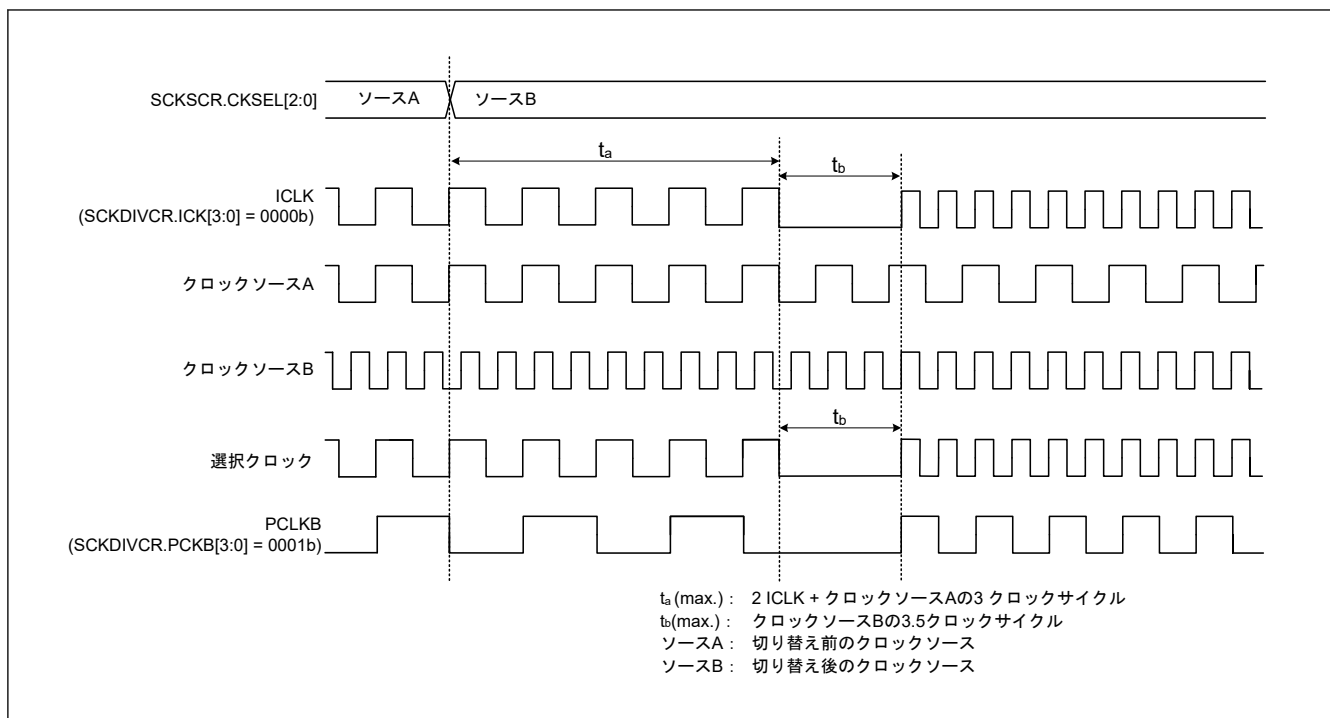 SCKSCR.CKSEL[2:0] ソースA ソースB
ta
tb
ICLK
(SCKDIVCR.ICK[3:0] = 0000b)
クロックソースA
クロックソースB
tb
選択クロック
PCLKB
(SCKDIVCR.PCKB[3:0] = 0001b)
ta (max.) : 2 ICLK + クロックソースAの3 クロックサイクル
tb(max.) : クロックソースBの3.5クロックサイクル
ソースA : 切り替え前のクロックソース
ソースB : 切り替え後のクロックソース